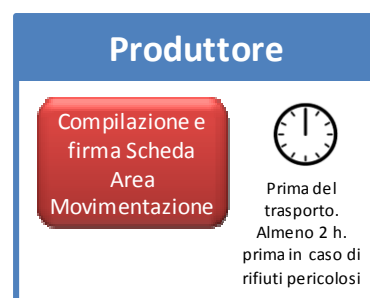 Produttore
Compilazione e
firma Scheda
Area
Movimentazione
Prima del
trasporto.
Almeno 2 h.
prima in caso di
rifiuti pericolosi